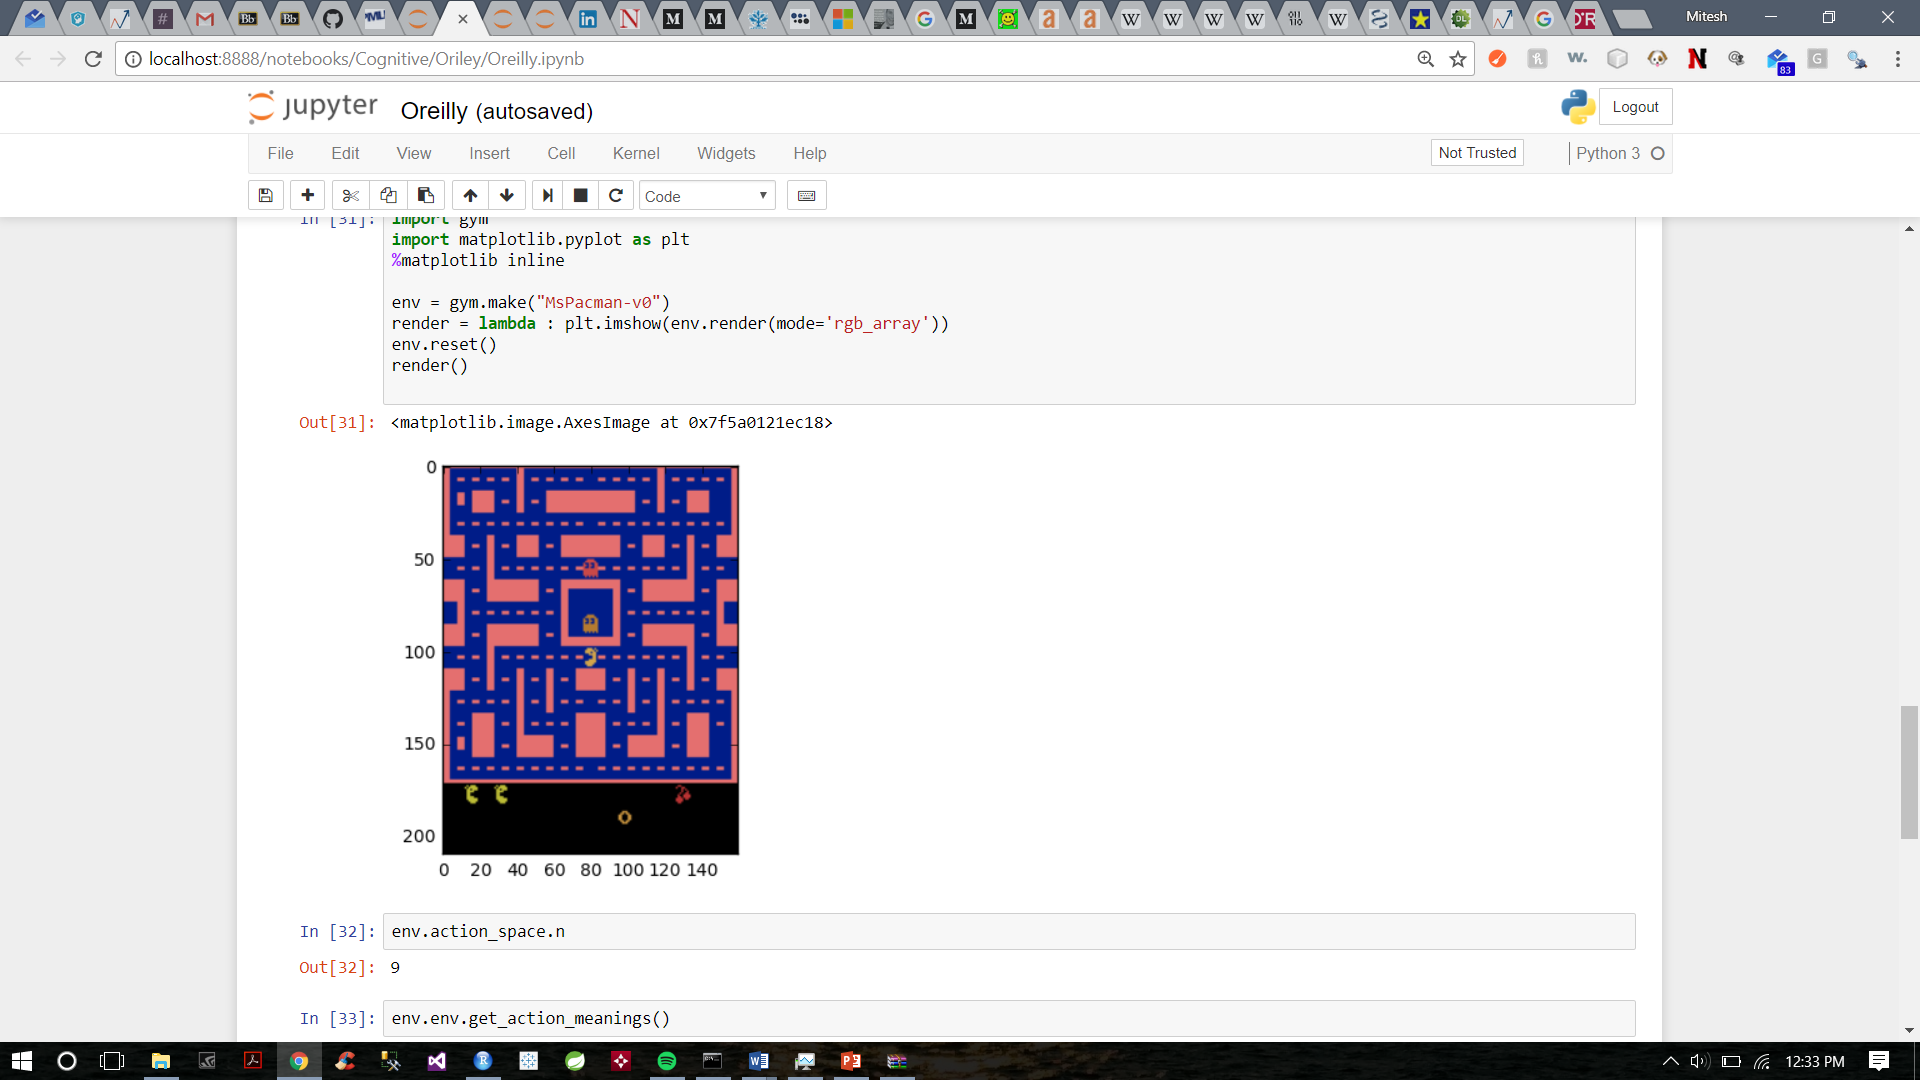 Mitesh
localhost:8888/notebooks/Cognitive/Oriley/Oreilly.ipynb
83
jupyter Oreilly (autosaved)
Logout
File Edit View Insert Cell Kernel Widgets Help
Not Trusted Python 3
Code
In [31]: import gym
import matplotlib.pyplot as plt
%matplotlib inline
env = gym.make("MsPacman-v0")
render = lambda : plt.imshow(env.render(mode='rgb_array'))
env.reset()
render()
Out[31]: <matplotlib.image.AxesImage at 0x7f5a0121ec18>
0
50
100
150
200
0 20 40 60 80 100 120 140
In [32]: env.action_space.n
Out[32]: 9
In [33]: env.env.get_action_meanings()
12:33 PM